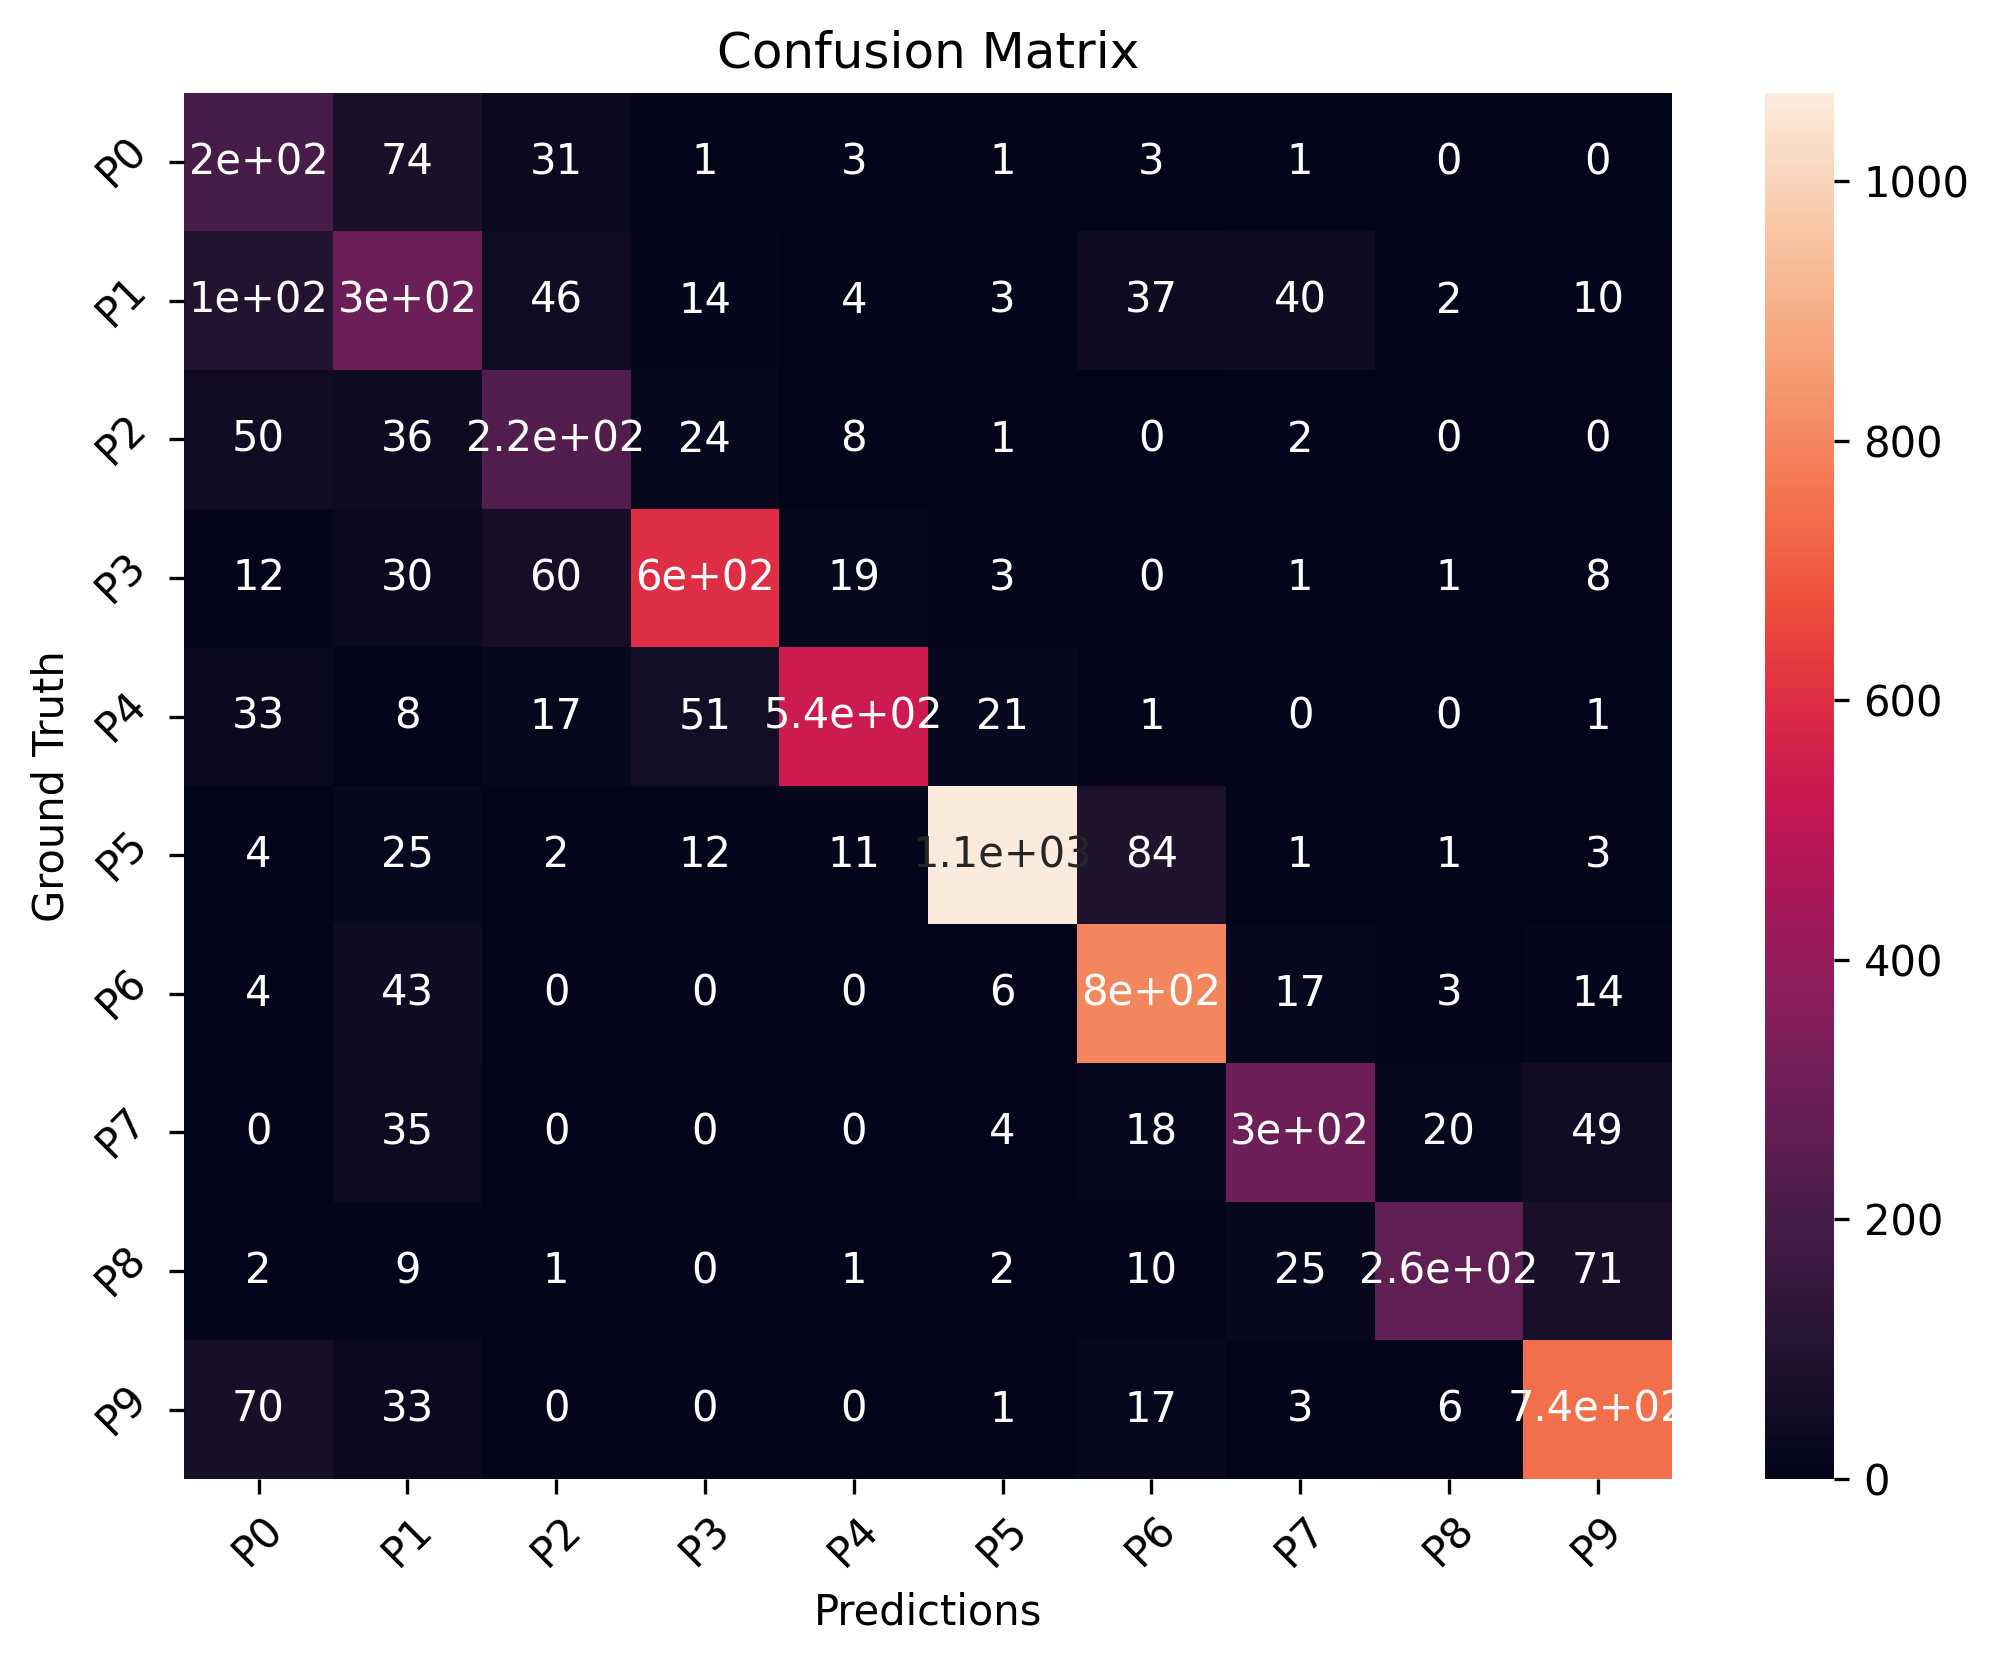 Confusion Matrix
P0 2e+02 74 31 1 3 1 3 1 0 0
P1 1e+02 3e+02 46 14 4 3 37 40 2 10
P2 50 36 2.2e+02 24 8 1 0 2 0 0
P3 12 30 60 6e+02 19 3 0 1 1 8
P4 33 8 17 51 5.4e+02 21 1 0 0 1
P5 4 25 2 12 11 1.1e+03 84 1 1 3
P6 4 43 0 0 0 6 8e+02 17 3 14
P7 0 35 0 0 0 4 18 3e+02 20 49
P8 2 9 1 0 1 2 10 25 2.6e+02 71
P9 70 33 0 0 0 1 17 3 6 7.4e+02
P0 P1 P2 P3 P4 P5 P6 P7 P8 P9
Predictions
Ground Truth
1000
800
600
400
200
0